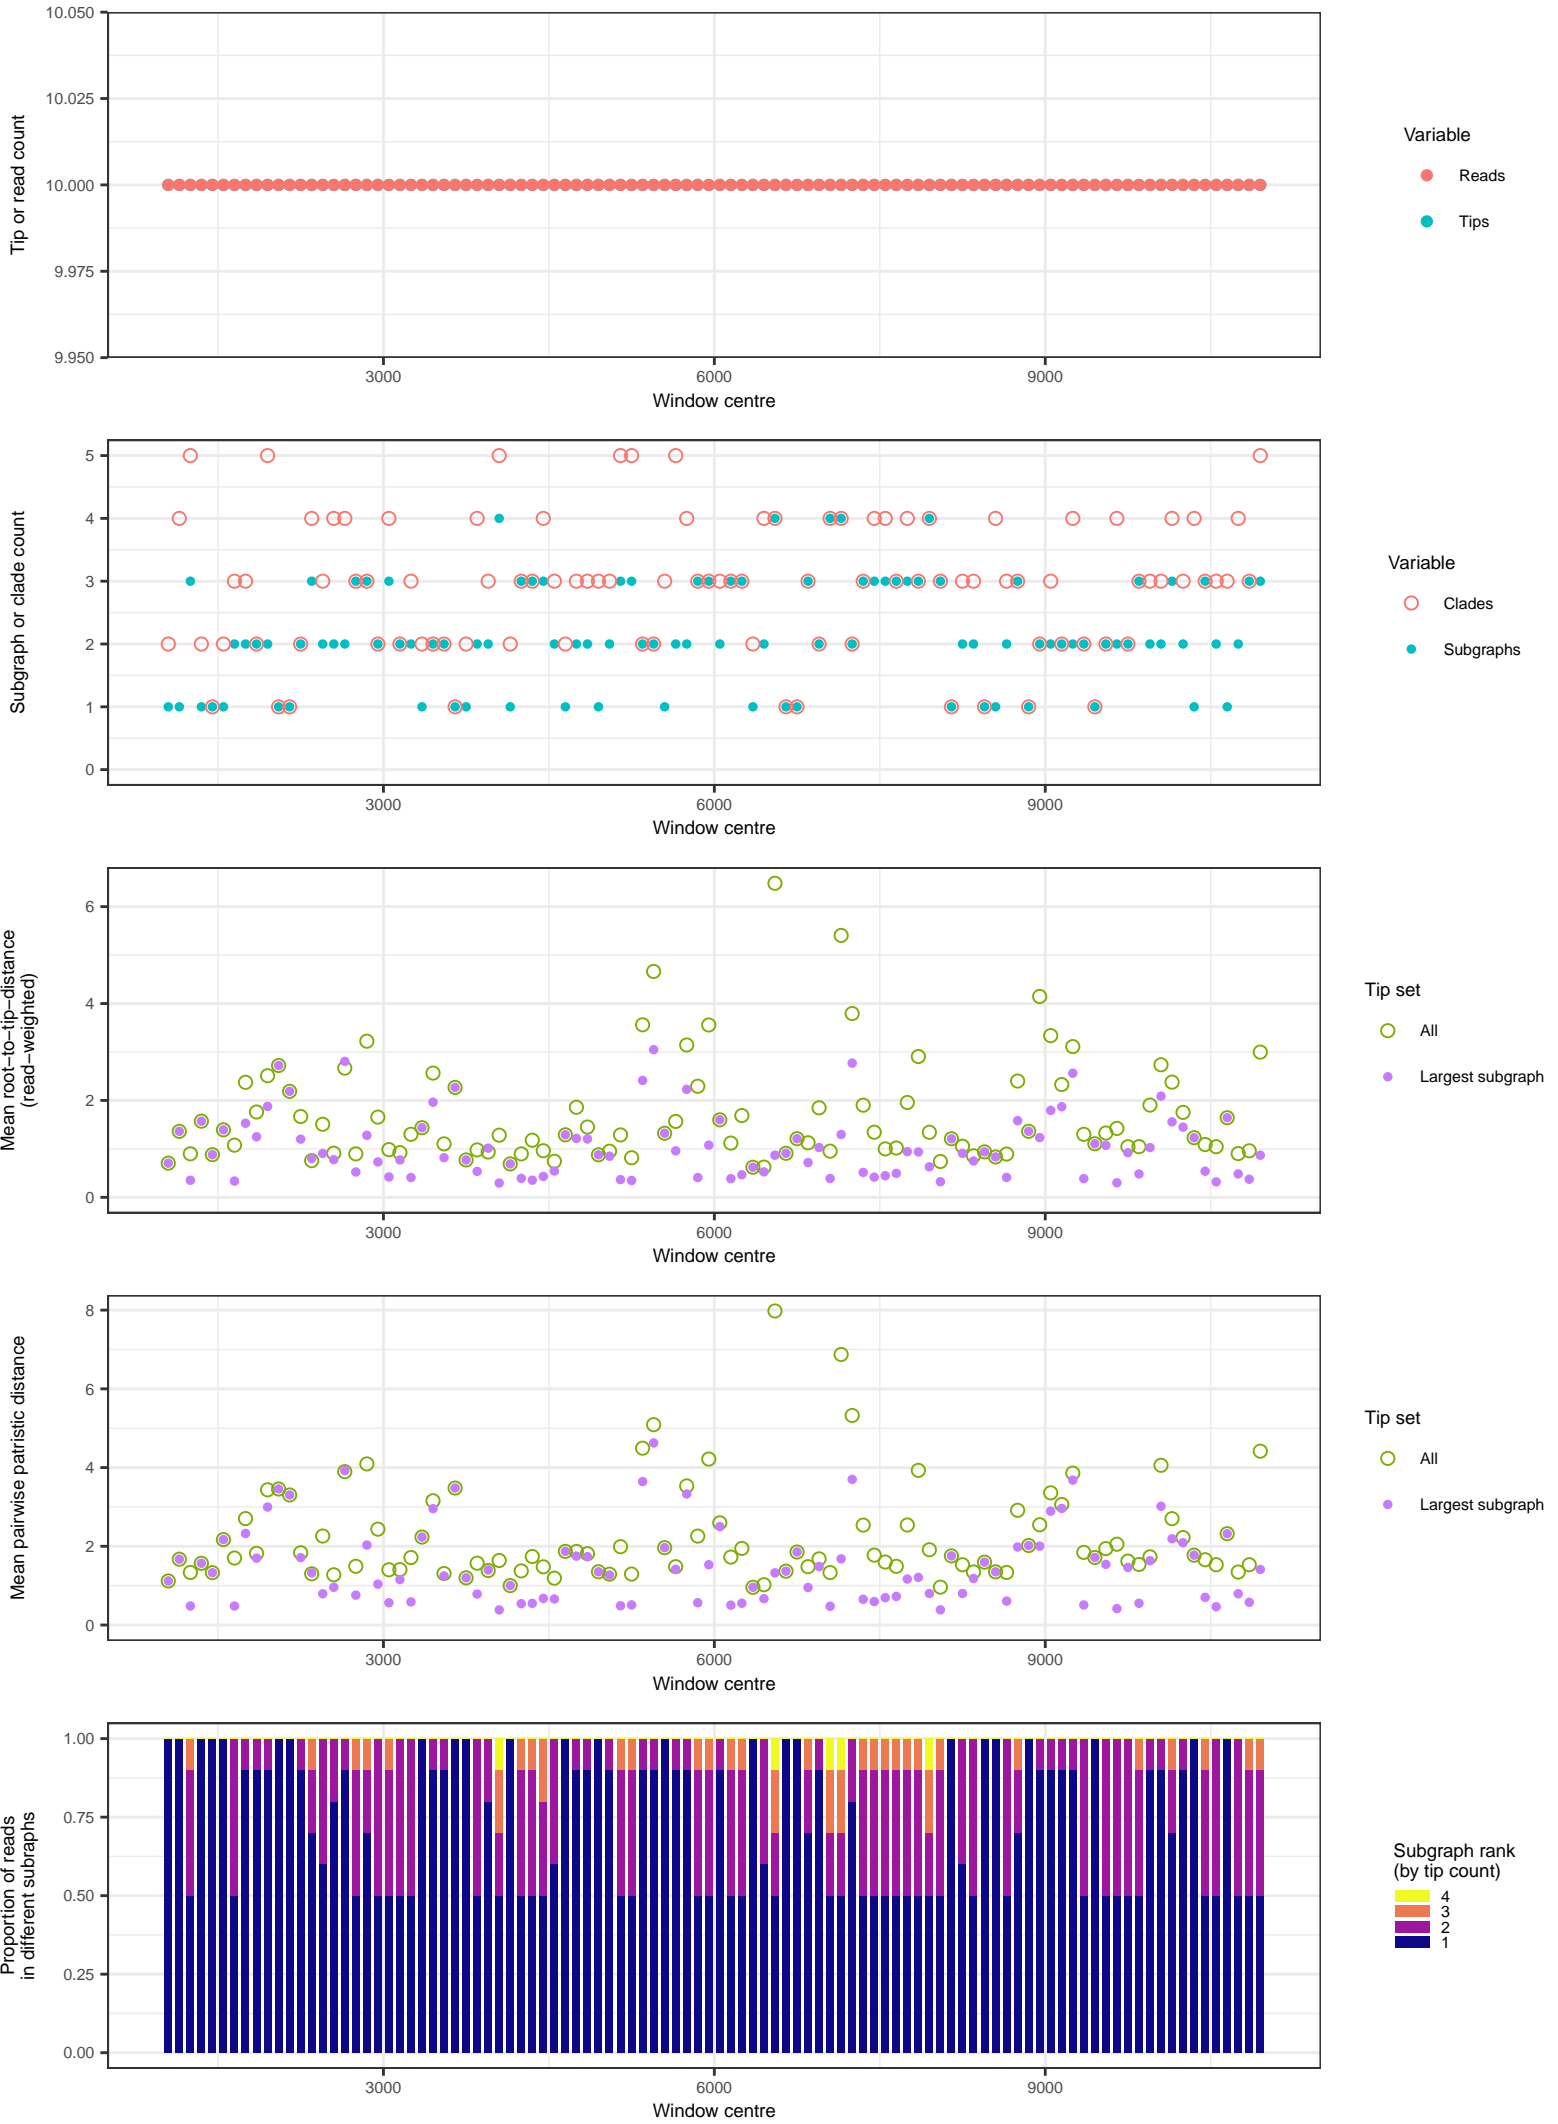 10.050
10.025
10.000
9.975
9.950
Tip or read count
3000
6000
9000
Window centre
Variable
Reads
Tips
5
4
3
2
1
0
Subgraph or clade count
3000
6000
9000
Window centre
Variable
Clades
Subgraphs
6
4
2
0
Mean root−to−tip−distance
(read−weighted)
3000
6000
9000
Window centre
Tip set
All
Largest subgraph
8
6
4
2
0
Mean pairwise patristic distance
3000
6000
9000
Window centre
Tip set
All
Largest subgraph
1.00
0.75
0.50
0.25
0.00
Proportion of reads
in different subraphs
3000
6000
9000
Window centre
Subgraph rank
(by tip count)
4
3
2
1